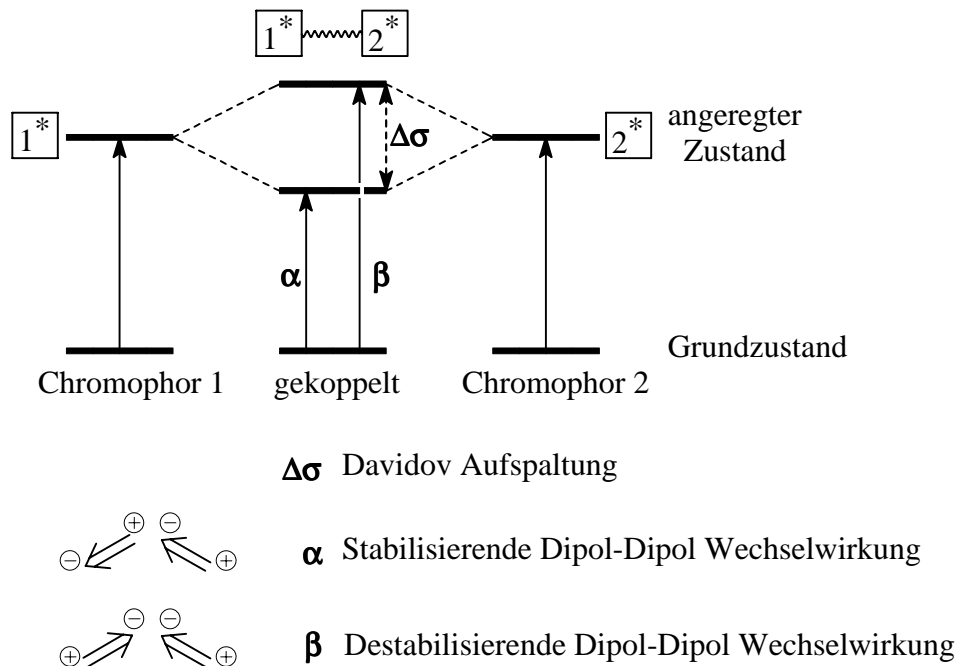 1* 2*
1*
Δσ
2*
angeregter
Zustand
α
β
Grundzustand
Chromophor 1
gekoppelt
Chromophor 2
Δσ Davidov Aufspaltung
⊕ ⊖
⊖ ⊕
α Stabilisierende Dipol-Dipol Wechselwirkung
⊖ ⊖
⊕ ⊕
β Destabilisierende Dipol-Dipol Wechselwirkung